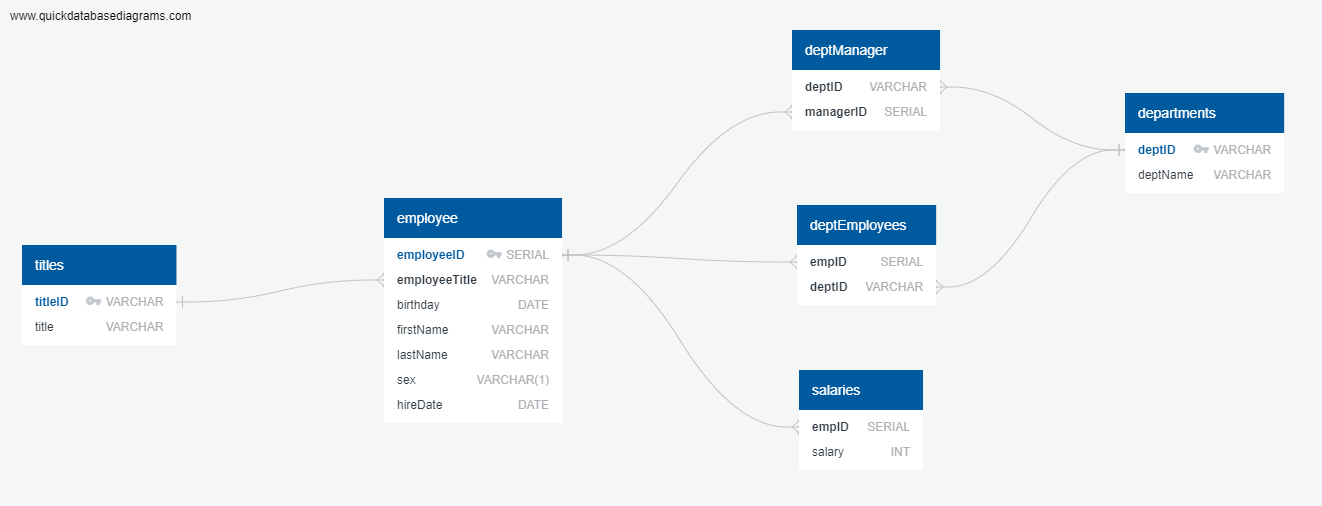 www.quickdatabasediagrams.com
titles
titleID VARCHAR
title VARCHAR
employee
employeeID SERIAL
employeeTitle VARCHAR
birthday DATE
firstName VARCHAR
lastName VARCHAR
sex VARCHAR(1)
hireDate DATE
deptManager
deptID VARCHAR
managerID SERIAL
deptEmployees
empID SERIAL
deptID VARCHAR
salaries
empID SERIAL
salary INT
departments
deptID VARCHAR
deptName VARCHAR